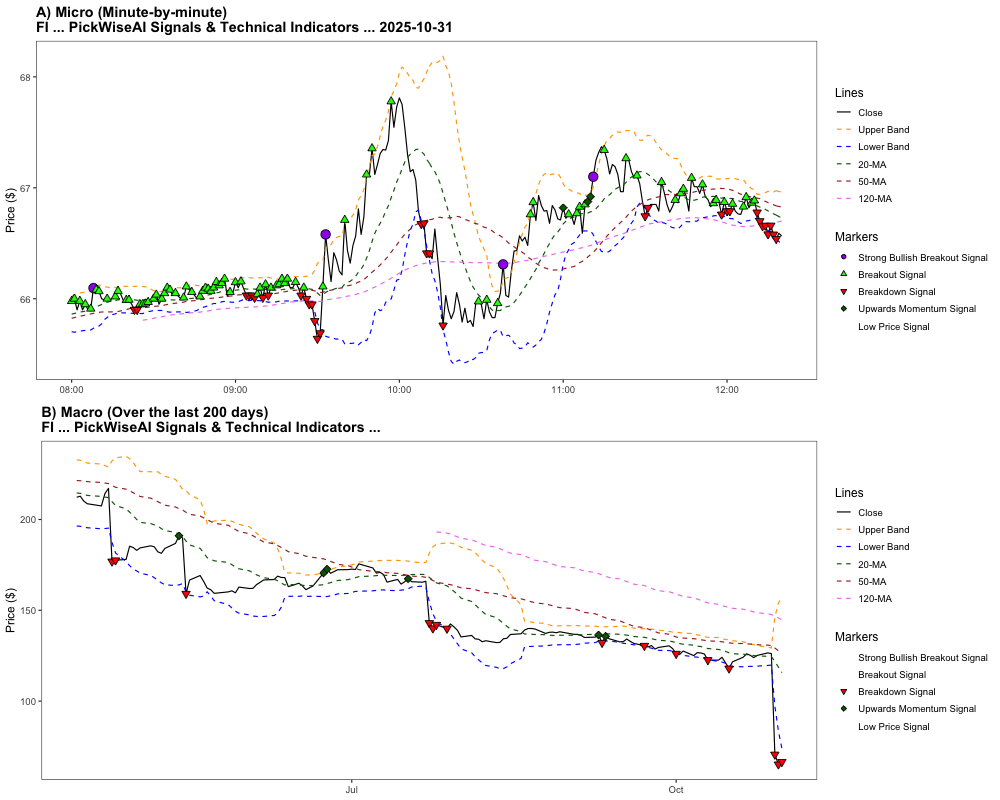 A) Micro (Minute-by-minute)
FI ... PickWiseAI Signals & Technical Indicators ... 2025-10-31
Price ($)
68
67
66
08:00
09:00
10:00
11:00
12:00
Lines
Close
Upper Band
Lower Band
20-MA
50-MA
120-MA
Markers
Strong Bullish Breakout Signal
Breakout Signal
Breakdown Signal
Upwards Momentum Signal
Low Price Signal
B) Macro (Over the last 200 days)
FI ... PickWiseAI Signals & Technical Indicators ...
Price ($)
200
150
100
Jul
Oct
Lines
Close
Upper Band
Lower Band
20-MA
50-MA
120-MA
Markers
Strong Bullish Breakout Signal
Breakout Signal
Breakdown Signal
Upwards Momentum Signal
Low Price Signal